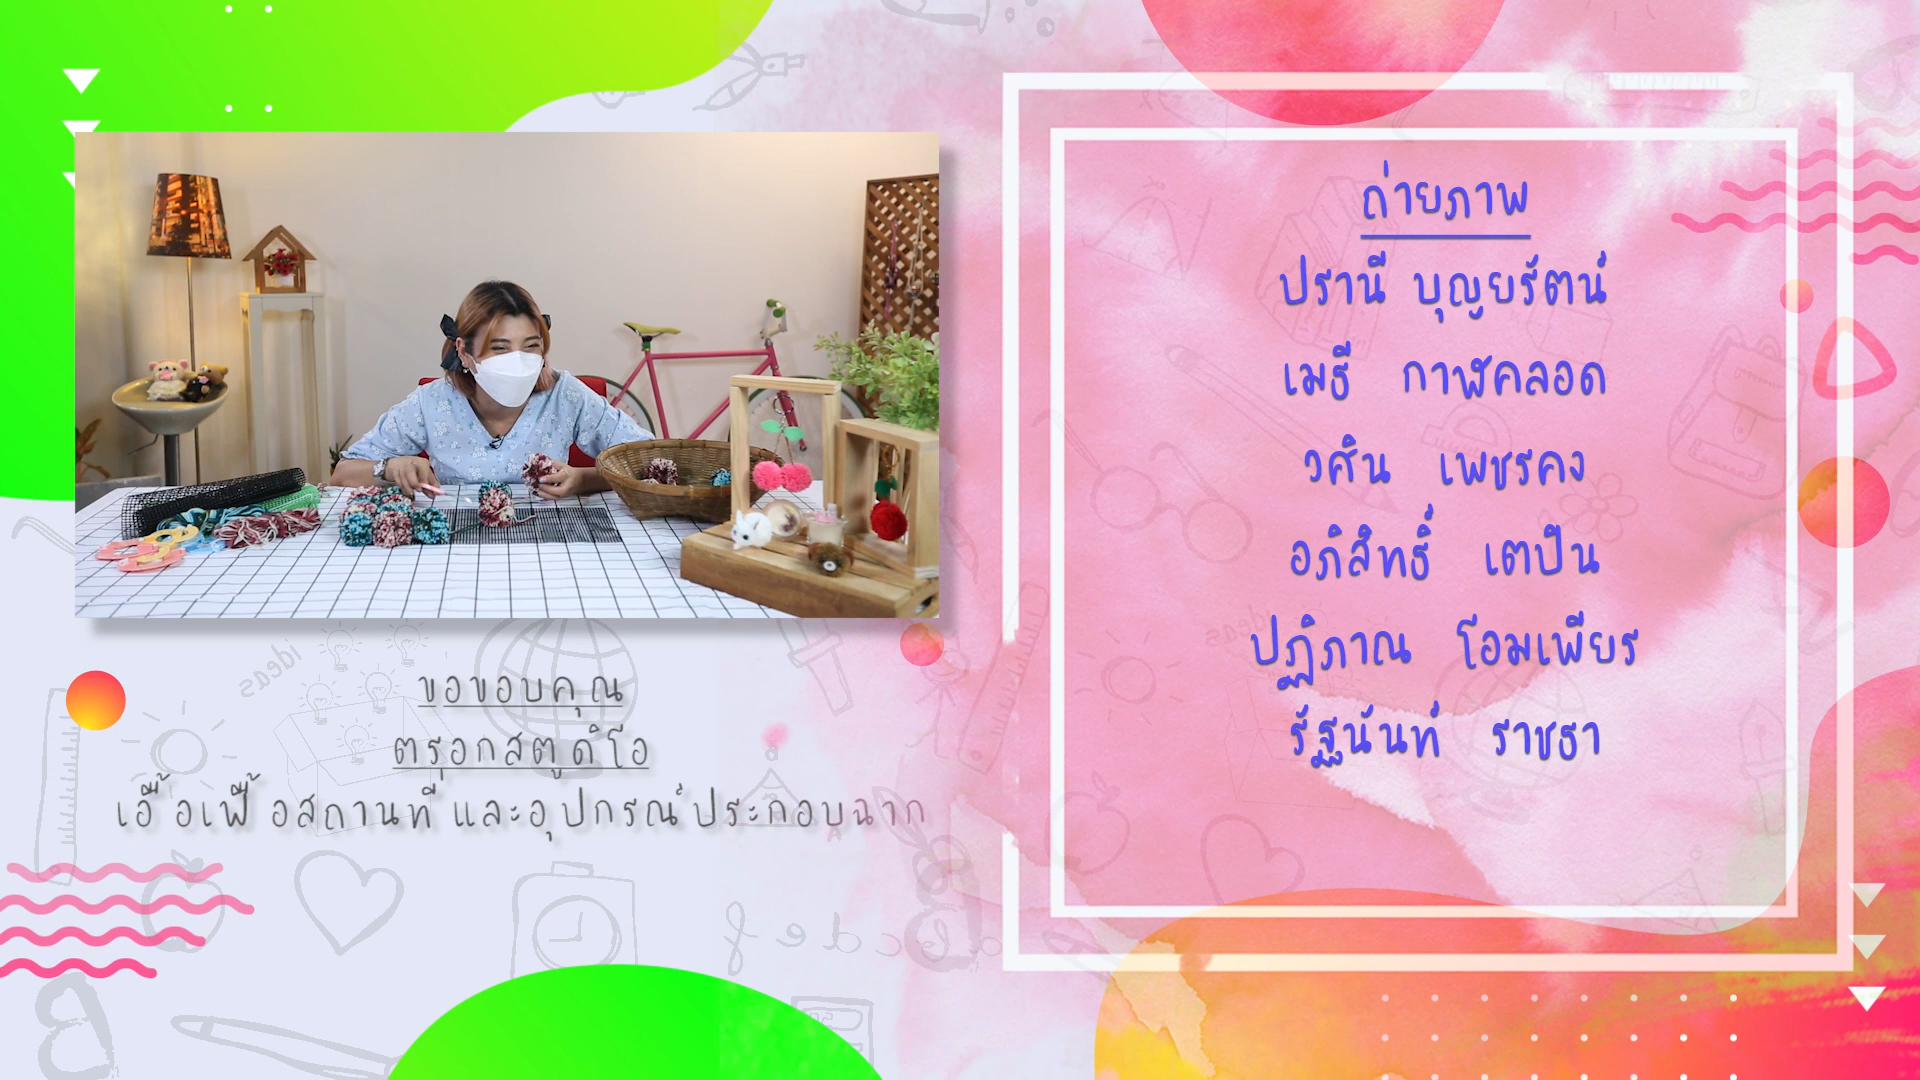 ขอขอบคุณ
ตรอกสตูดิโอ
เอื้อเฟื้อสถานที่ และอุปกรณ์ประกอบฉาก
ถ่ายภาพ
ปรานี บุญยรัตน์
เมธี กาฬคลอด
วศิน เพชรคง
อภิสิทธิ์ เตปิน
ปฏิภาณ โอมเพียร
รัฐนันท์ ราชธา
ideas